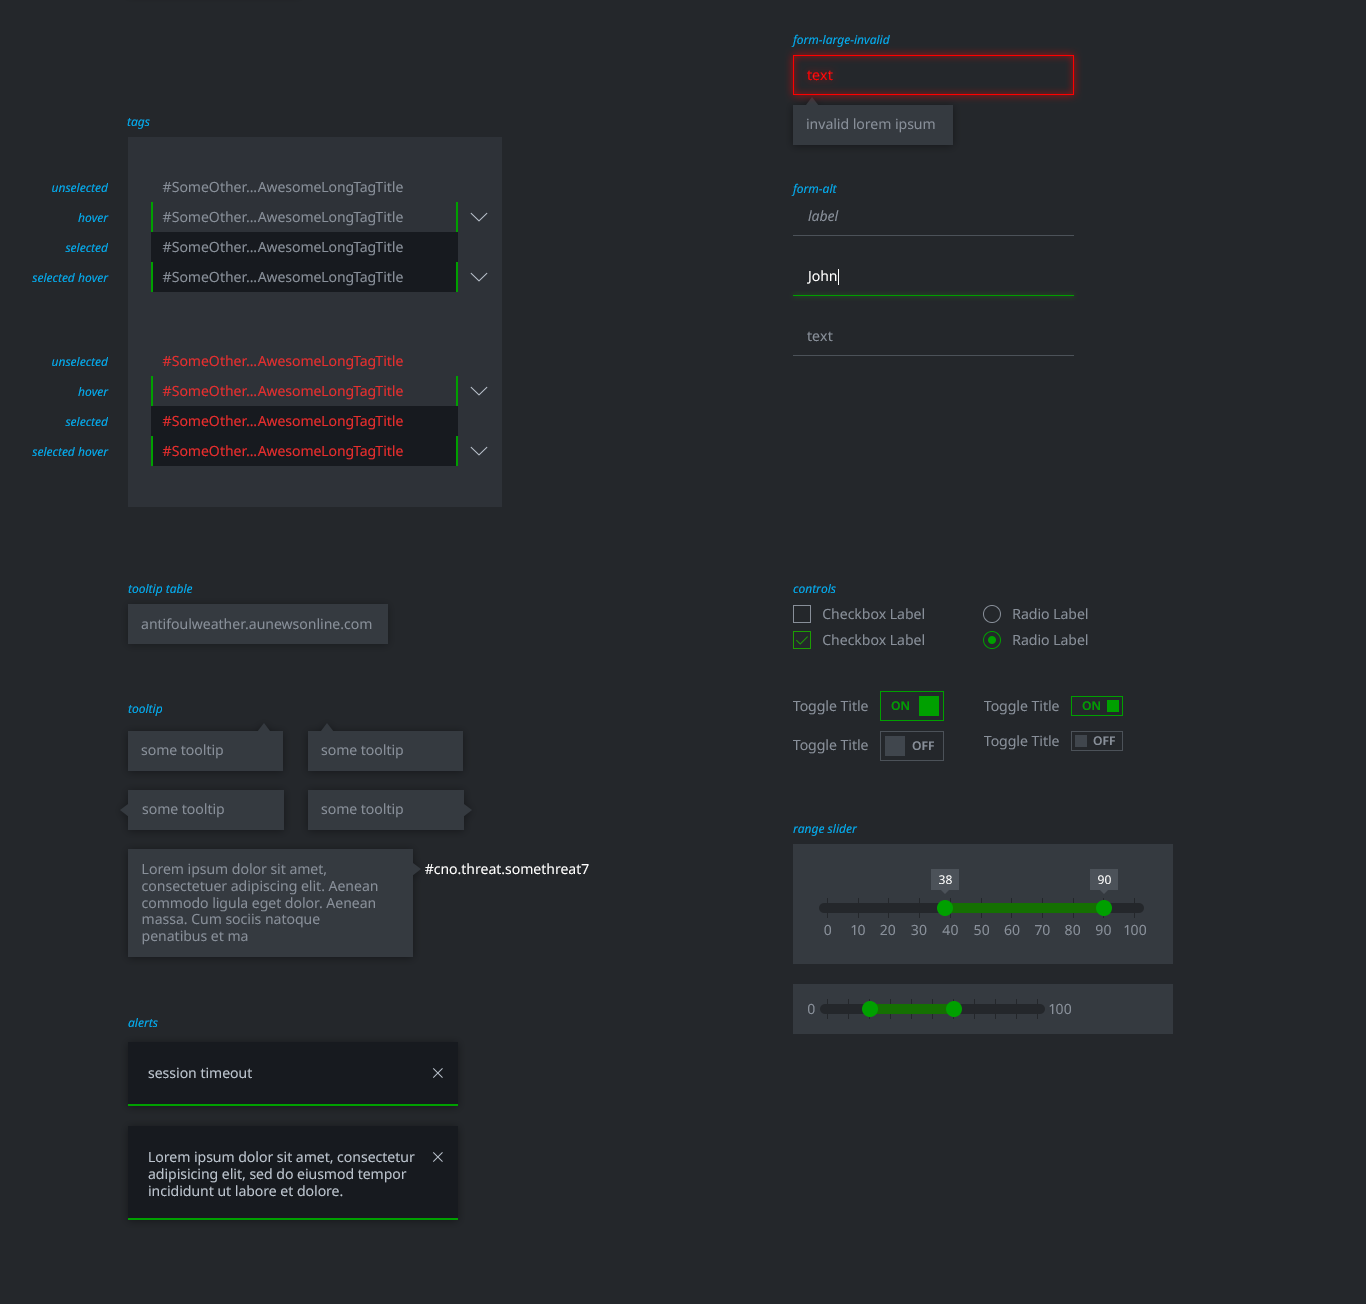 tags
unselected
#SomeOther...AwesomeLongTagTitle
hover
#SomeOther...AwesomeLongTagTitle
selected
#SomeOther...AwesomeLongTagTitle
selected hover
#SomeOther...AwesomeLongTagTitle
unselected
#SomeOther...AwesomeLongTagTitle
hover
#SomeOther...AwesomeLongTagTitle
selected
#SomeOther...AwesomeLongTagTitle
selected hover
#SomeOther...AwesomeLongTagTitle
tooltip table
antifoulweather.aunewsonline.com
tooltip
some tooltip
some tooltip
some tooltip
some tooltip
Lorem ipsum dolor sit amet,
consectetuer adipiscing elit. Aenean
commodo ligula eget dolor. Aenean
massa. Cum sociis natoque
penatibus et ma
#cno.threat.somethreat7
alerts
session timeout
Lorem ipsum dolor sit amet, consectetur
adipisicing elit, sed do eiusmod tempor
incididunt ut labore et dolore.
form-large-invalid
text
invalid lorem ipsum
form-alt
label
John
text
controls
Checkbox Label
Radio Label
Checkbox Label
Radio Label
Toggle Title ON
Toggle Title ON
Toggle Title OFF
Toggle Title OFF
range slider
38 90
0 10 20 30 40 50 60 70 80 90 100
0 100